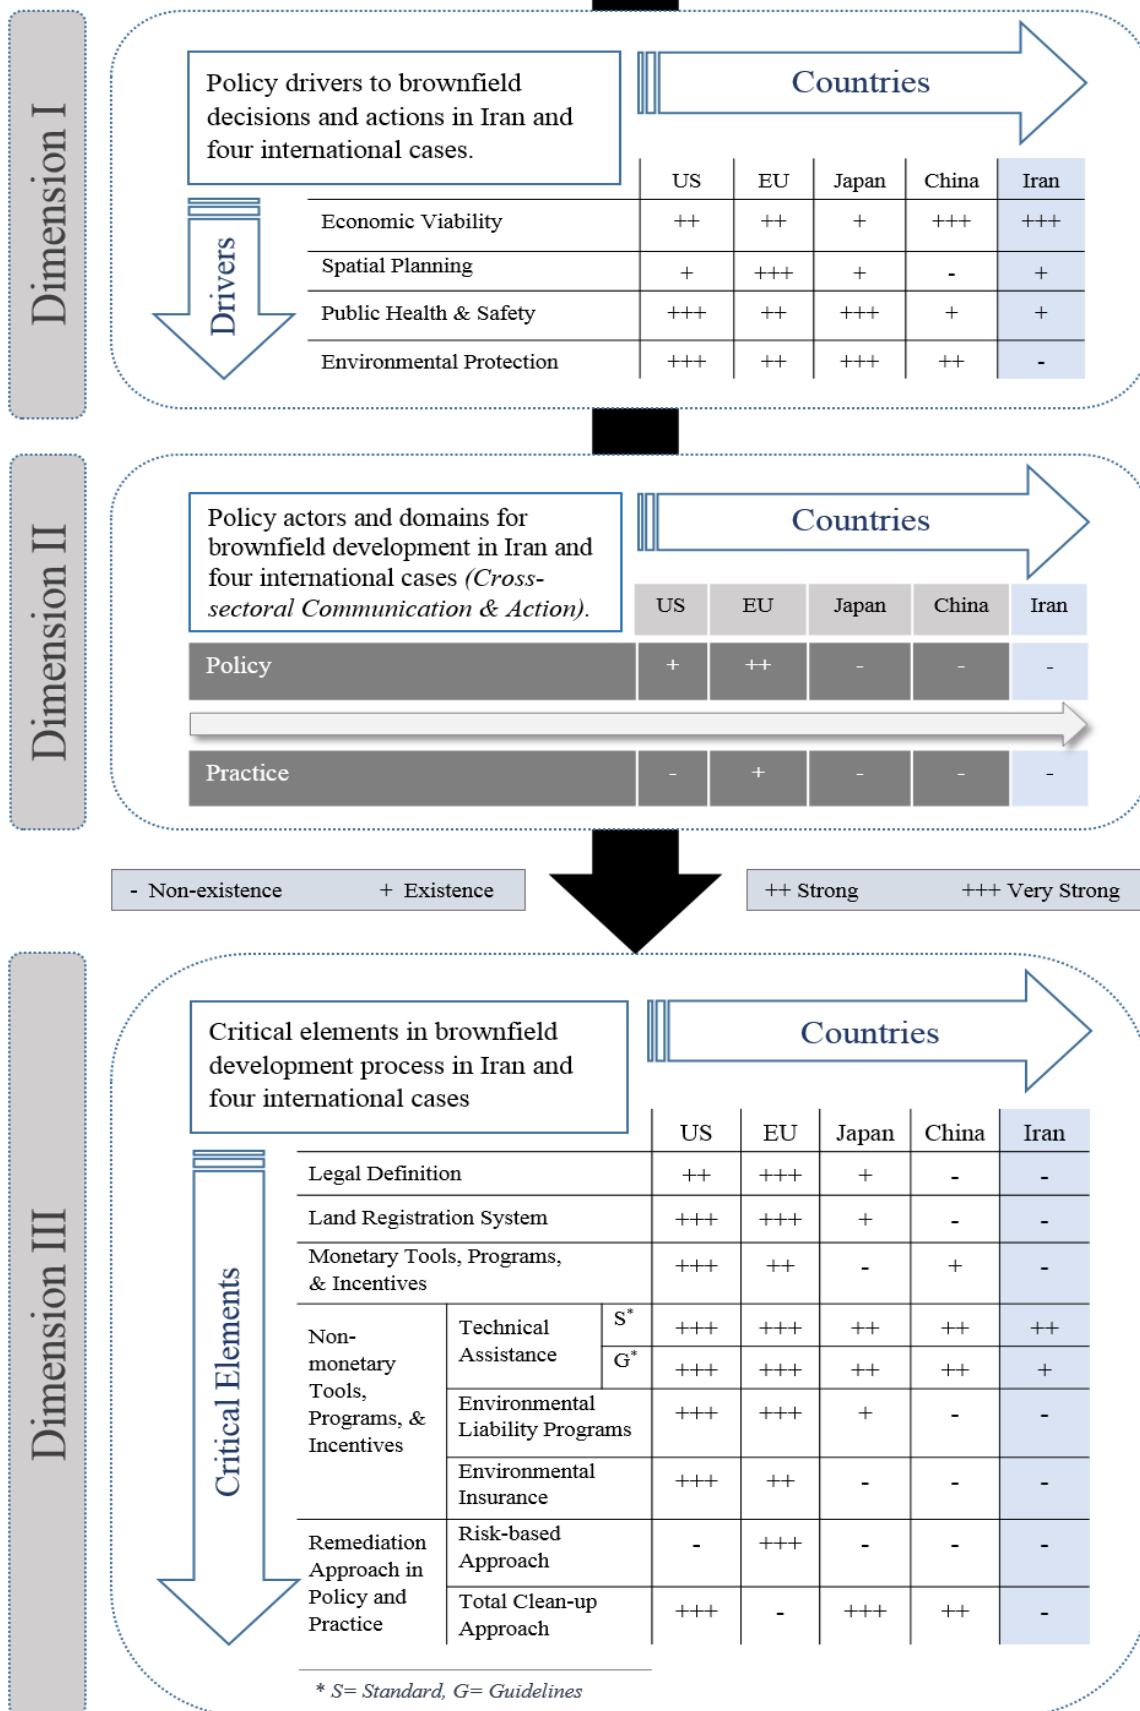 Dimension I
Policy drivers to brownfield
decisions and actions in Iran and
four international cases.
Countries
Drivers
US EU Japan China Iran
Economic Viability ++ ++ + +++ +++
Spatial Planning + +++ + - +
Public Health & Safety +++ ++ +++ + +
Environmental Protection +++ ++ +++ ++ -
Dimension II
Policy actors and domains for
brownfield development in Iran and
four international cases (Cross-
sectoral Communication & Action).
Countries
US EU Japan China Iran
Policy + ++ - - -
Practice - + - - -
- Non-existence + Existence
++ Strong +++ Very Strong
Dimension III
Critical elements in brownfield
development process in Iran and
four international cases
Countries
Critical Elements
US EU Japan China Iran
Legal Definition ++ +++ + - -
Land Registration System +++ +++ + - -
Monetary Tools, Programs,
& Incentives +++ ++ - + -
Non-
monetary
Tools,
Programs, &
Incentives
Technical
Assistance
S* +++ +++ ++ ++ ++
G* +++ +++ ++ ++ +
Environmental
Liability Programs +++ +++ + - -
Environmental
Insurance +++ ++ - - -
Remediation
Approach in
Policy and
Practice
Risk-based
Approach - +++ - - -
Total Clean-up
Approach +++ - +++ ++ -
* S= Standard, G= Guidelines